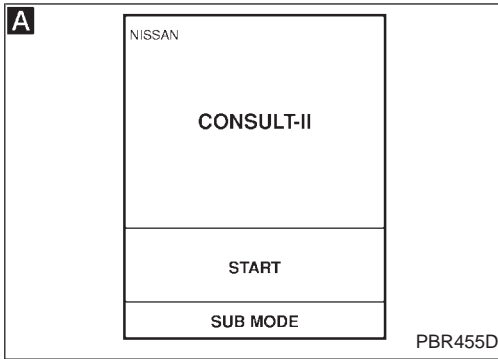 A
NISSAN
CONSULT-II
START
SUB MODE
PBR455D